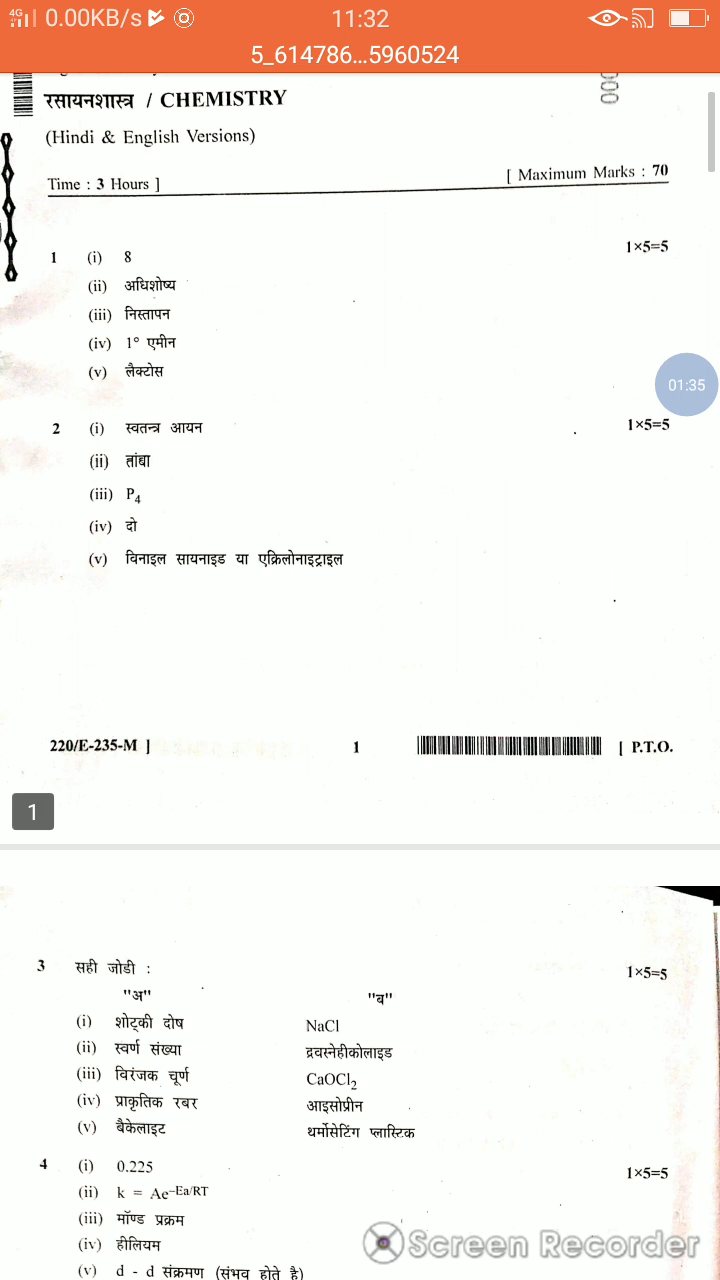 4G 0.00KB/s 11:32
5_614786...5960524
रसायनशास्त्र / CHEMISTRY
(Hindi & English Versions)
Time : 3 Hours ] [ Maximum Marks : 70
1 (i) 8 1×5=5
(ii) अधिशोष्य
(iii) निस्तापन
(iv) 1° एमीन
(v) लैक्टोस
01:35
2 (i) स्वतन्त्र आयन 1×5=5
(ii) तांबा
(iii) P₄
(iv) दो
(v) विनाइल सायनाइड या एक्रिलोनाइट्राइल
220/E-235-M ] 1 [ P.T.O.
1
3 सही जोडी : 1×5=5
"अ" "ब"
(i) शोट्की दोष NaCl
(ii) स्वर्ण संख्या द्रवस्नेहीकोलाइड
(iii) विरंजक चूर्ण CaOCl₂
(iv) प्राकृतिक रबर आइसोप्रीन
(v) बैकेलाइट थर्मोसेटिंग प्लास्टिक
4 (i) 0.225 1×5=5
(ii) k = Ae⁻ᴱᵃ/ᴿᵀ
(iii) मॉण्ड प्रक्रम
(iv) हीलियम
(v) d - d संक्रमण (संभव होते है)
Screen Recorder